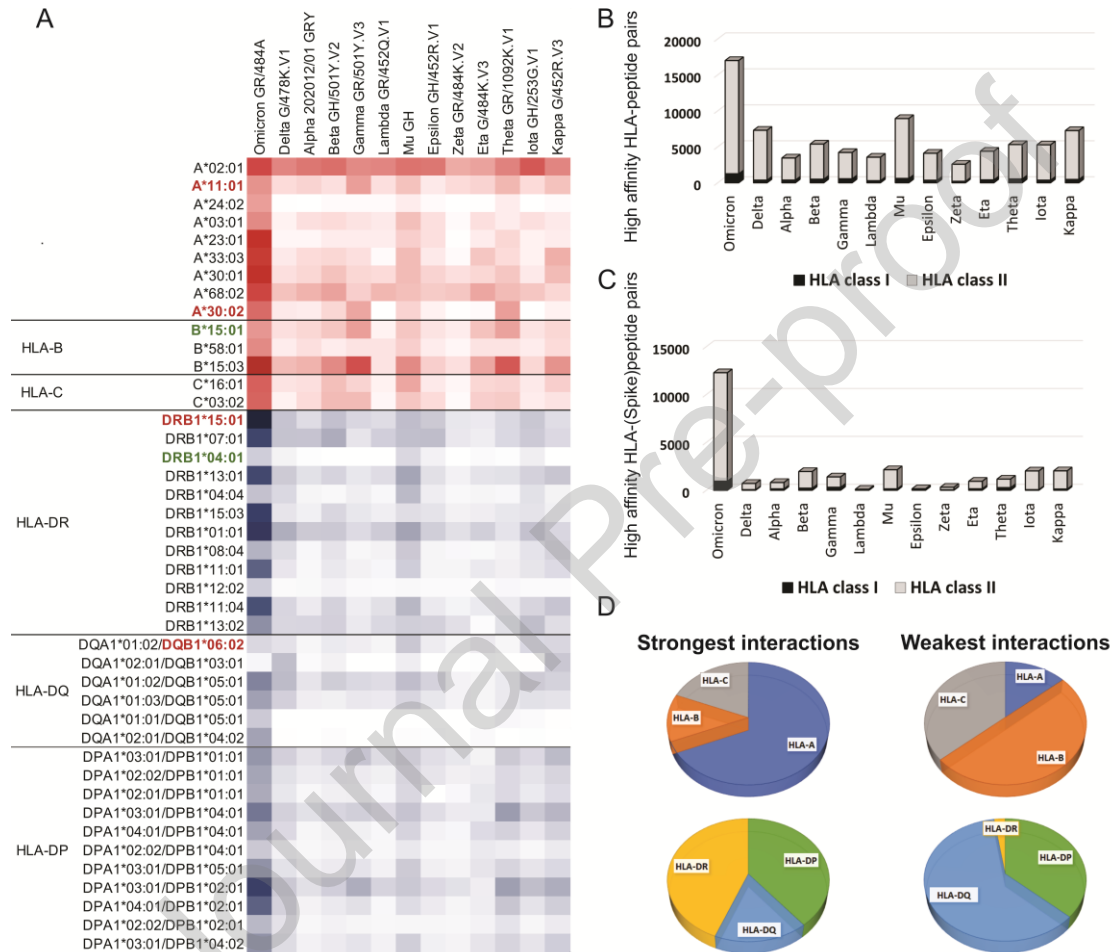 A
Omicron GR/484A
Delta G/478K.V1
Alpha 202012/01 GRY
Beta GH/501Y.V2
Gamma GR/501Y.V3
Lambda GR/452Q.V1
Mu GH
Epsilon GH/452R.V1
Zeta GR/484K.V2
Eta G/484K.V3
Theta GR/1092K.V1
Iota GH/253G.V1
Kappa G/452R.V3
A*02:01
A*11:01
A*24:02
A*03:01
A*23:01
A*33:03
A*30:01
A*68:02
A*30:02
HLA-B
B*15:01
B*58:01
B*15:03
HLA-C
C*16:01
C*03:02
HLA-DR
DRB1*15:01
DRB1*07:01
DRB1*04:01
DRB1*13:01
DRB1*04:04
DRB1*15:03
DRB1*01:01
DRB1*08:04
DRB1*11:01
DRB1*12:02
DRB1*11:04
DRB1*13:02
HLA-DQ
DQA1*01:02/DQB1*06:02
DQA1*02:01/DQB1*03:01
DQA1*01:02/DQB1*05:01
DQA1*01:03/DQB1*05:01
DQA1*01:01/DQB1*05:01
DQA1*02:01/DQB1*04:02
HLA-DP
DPA1*03:01/DPB1*01:01
DPA1*02:02/DPB1*01:01
DPA1*02:01/DPB1*01:01
DPA1*03:01/DPB1*04:01
DPA1*04:01/DPB1*04:01
DPA1*02:02/DPB1*04:01
DPA1*03:01/DPB1*05:01
DPA1*03:01/DPB1*02:01
DPA1*04:01/DPB1*02:01
DPA1*02:02/DPB1*02:01
DPA1*03:01/DPB1*04:02
B
High affinity HLA-peptide pairs
20000
15000
10000
5000
0
Omicron
Delta
Alpha
Beta
Gamma
Lambda
Mu
Epsilon
Zeta
Eta
Theta
Iota
Kappa
HLA class I HLA class II
C
High affinity HLA-(Spike)peptide pairs
15000
10000
5000
0
Omicron
Delta
Alpha
Beta
Gamma
Lambda
Mu
Epsilon
Zeta
Eta
Theta
Iota
Kappa
HLA class I HLA class II
D
Strongest interactions
HLA-C
HLA-B
HLA-A
HLA-DR
HLA-DP
HLA-DQ
Weakest interactions
HLA-A
HLA-C
HLA-B
HLA-DR
HLA-DP
HLA-DQ
Journal Pre-proof